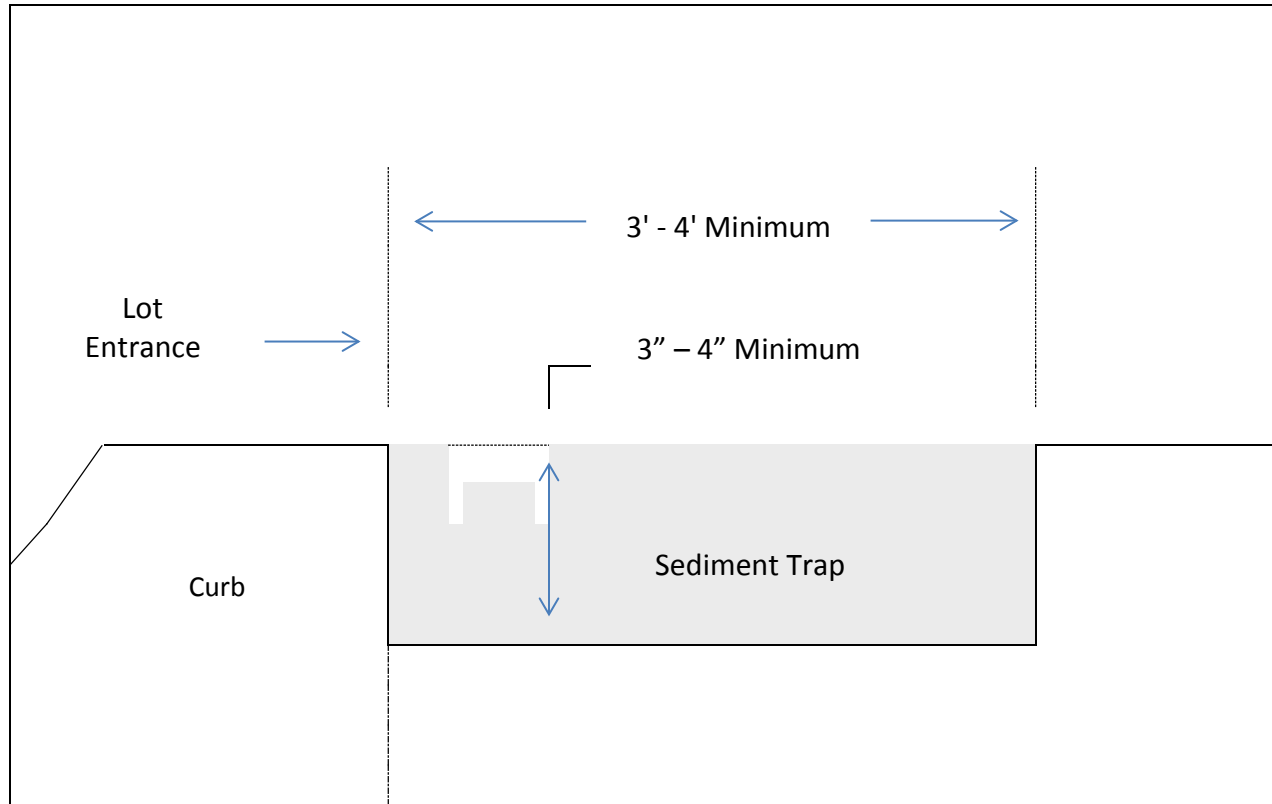 3' - 4' Minimum
Lot
Entrance
3” – 4” Minimum
Sediment Trap
Curb